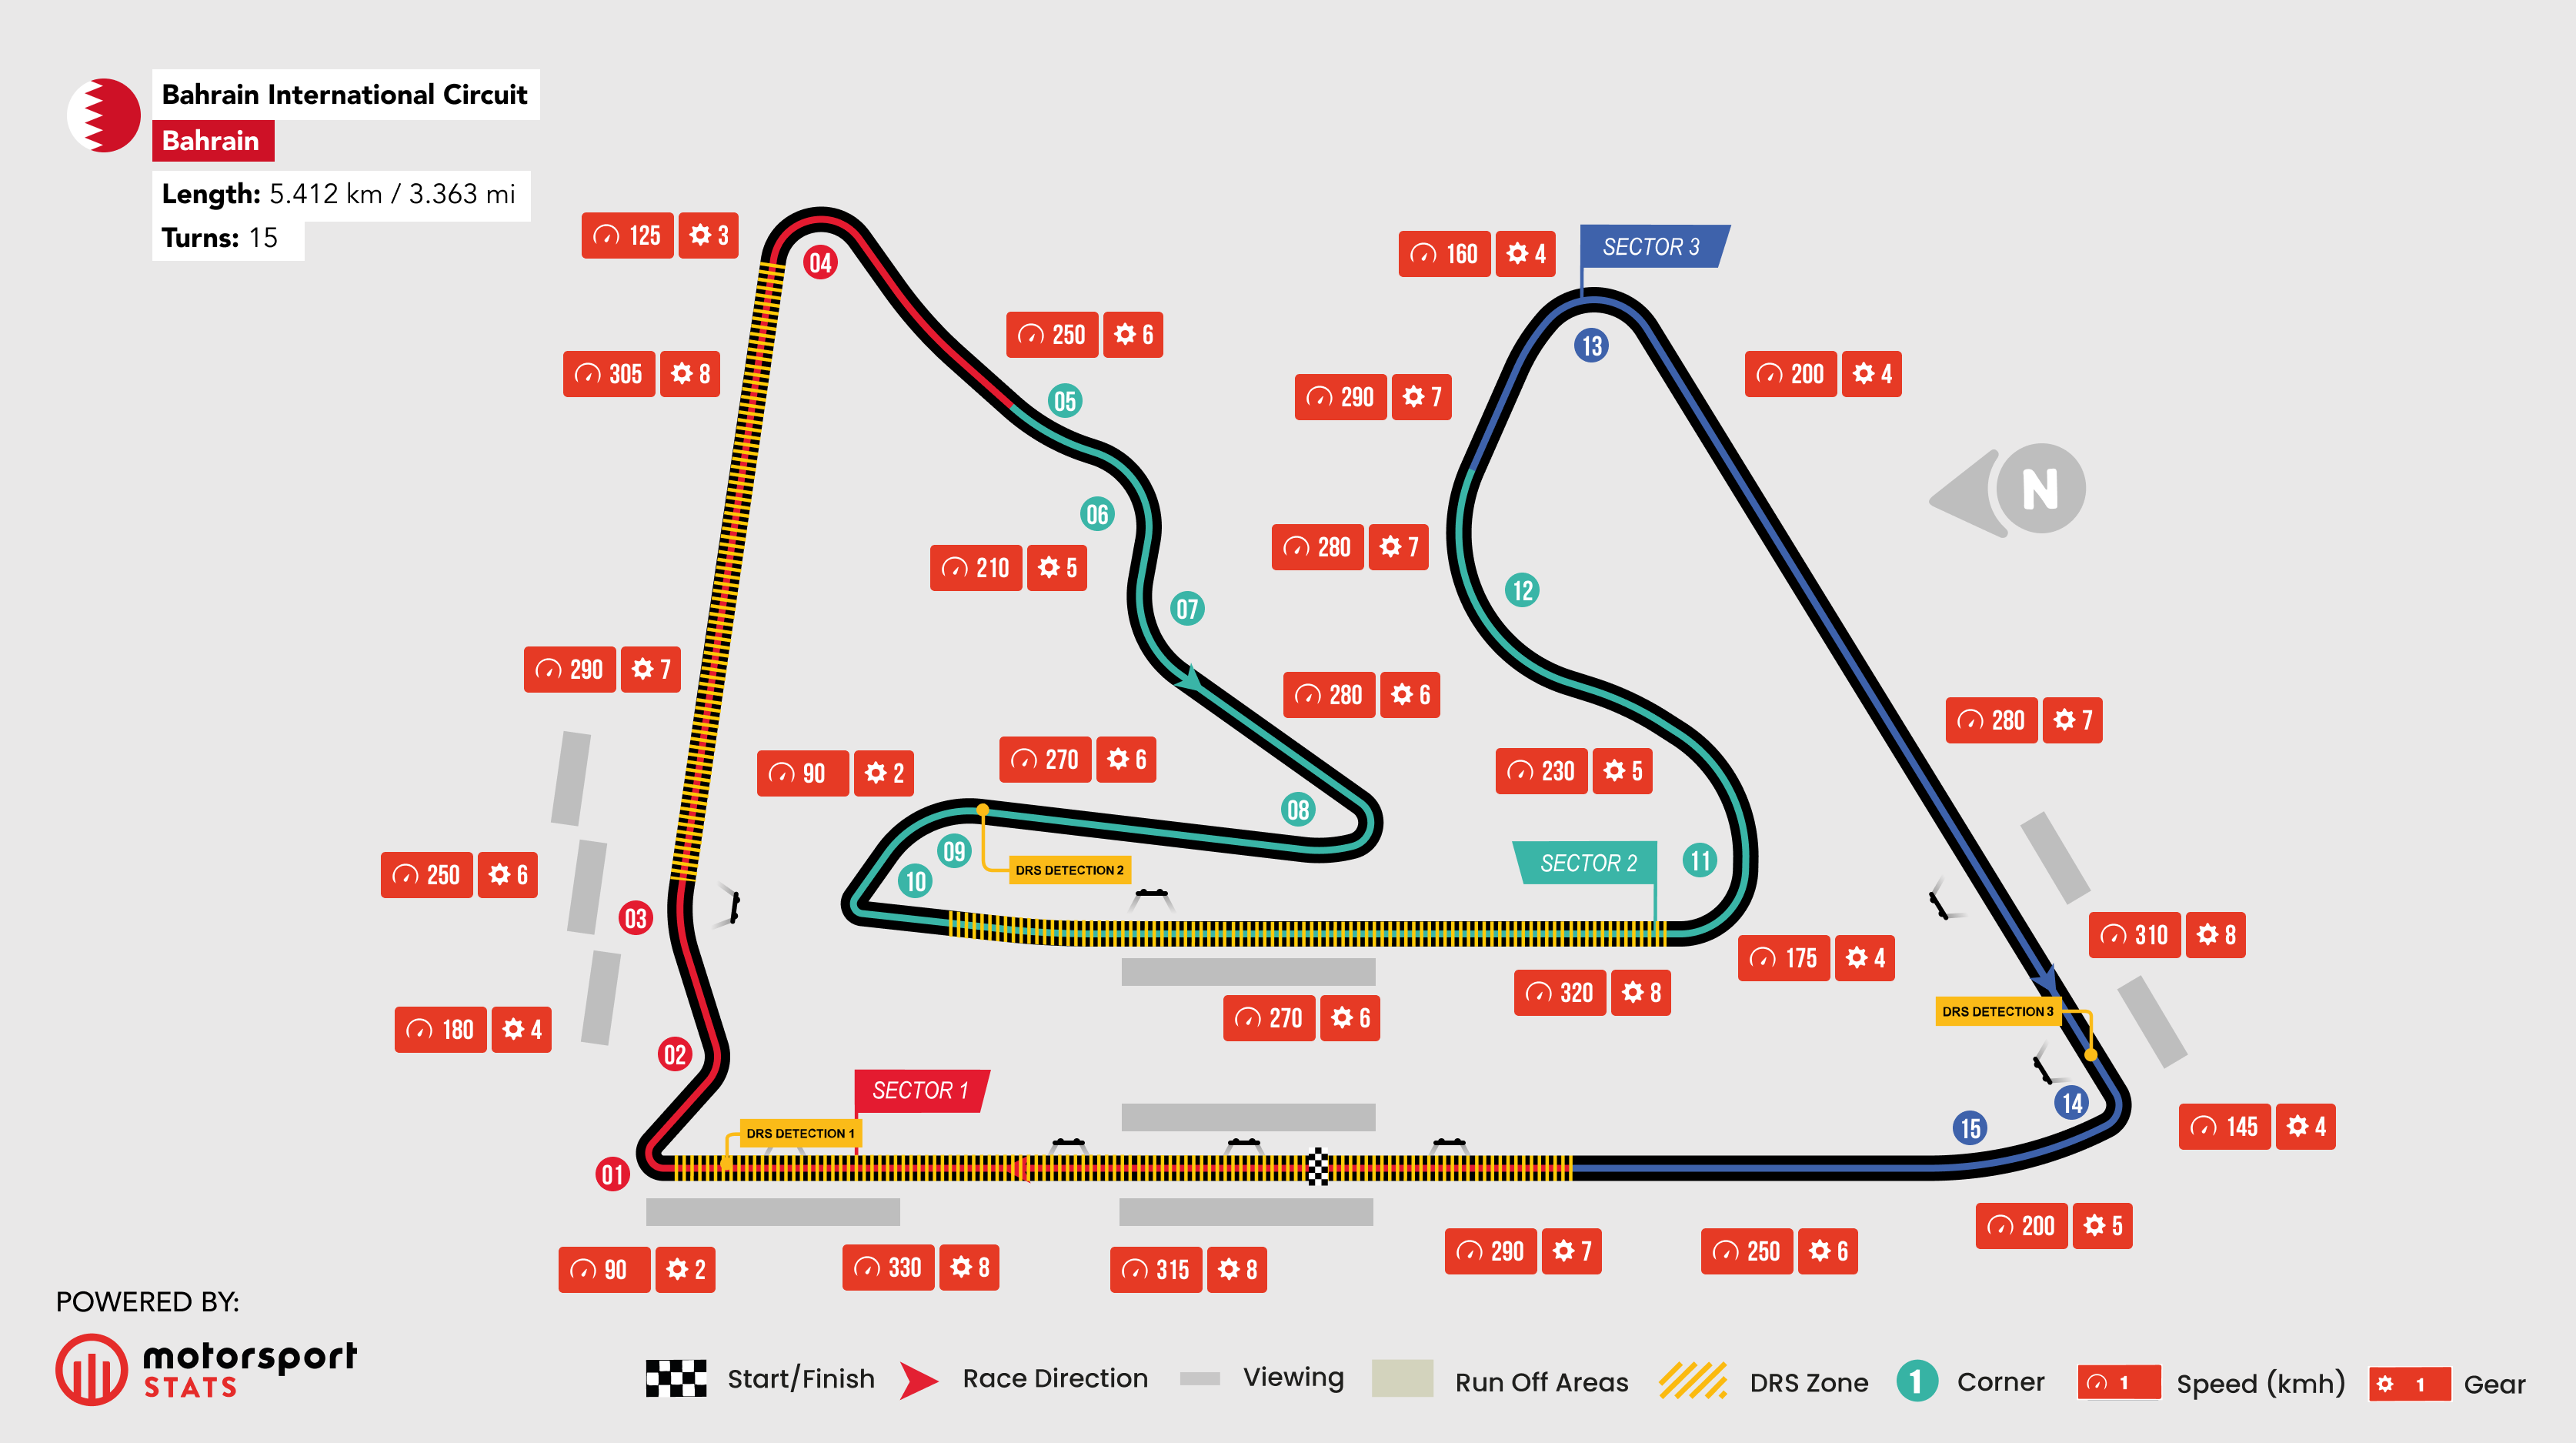 Bahrain International Circuit
Bahrain
Length: 5.412 km / 3.363 mi
Turns: 15
125 3
04
160 4
SECTOR 3
13
250 6
305 8
200 4
290 7
05
N
06
280 7
210 5
12
07
290 7
280 6
280 7
270 6
90 2
230 5
08
09
SECTOR 2
11
250 6
10
DRS DETECTION 2
03
310 8
175 4
320 8
DRS DETECTION 3
270 6
180 4
02
SECTOR 1
14
DRS DETECTION 1
15
145 4
01
200 5
290 7
250 6
90 2
330 8
315 8
POWERED BY:
motorsport
STATS
Start/Finish
Race Direction
Viewing
Run Off Areas
DRS Zone
1 Corner
1 Speed (kmh)
1 Gear